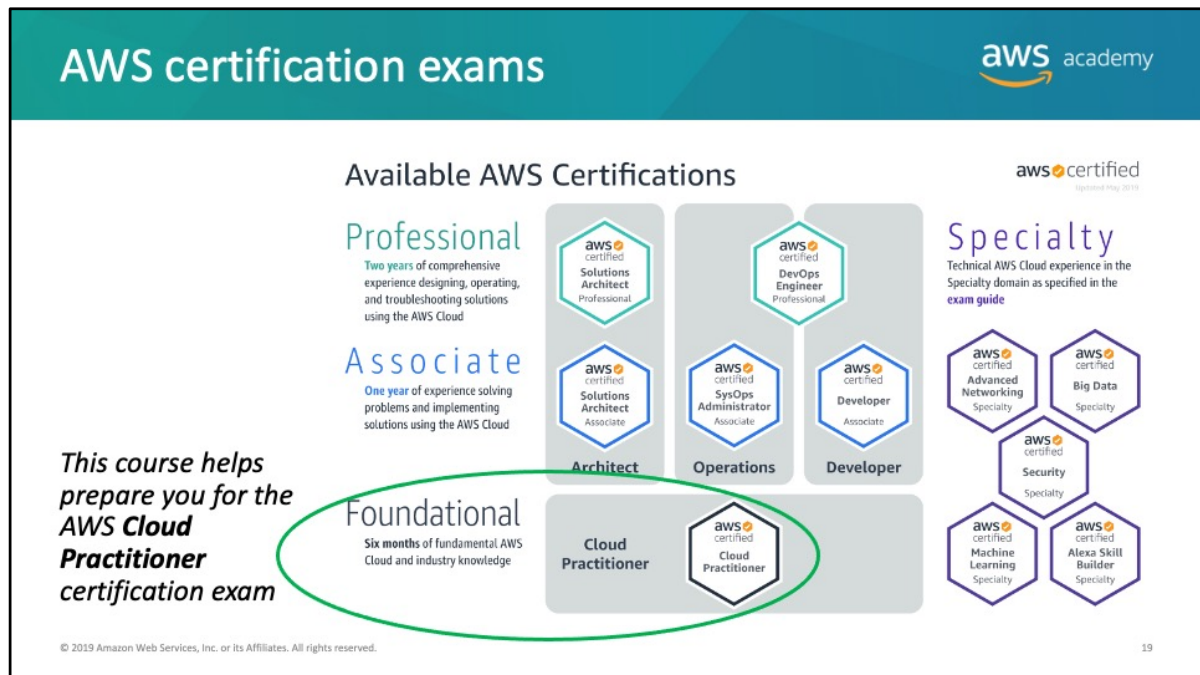 AWS certification exams
aws academy
Available AWS Certifications
aws certified
Updated May 2019
Professional
Two years of comprehensive
experience designing, operating,
and troubleshooting solutions
using the AWS Cloud
aws
certified
Solutions
Architect
Professional
aws
certified
DevOps
Engineer
Professional
Associate
One year of experience solving
problems and implementing
solutions using the AWS Cloud
aws
certified
Solutions
Architect
Associate
aws
certified
SysOps
Administrator
Associate
aws
certified
Developer
Associate
Architect
Operations
Developer
Specialty
Technical AWS Cloud experience in the
Specialty domain as specified in the
exam guide
aws
certified
Advanced
Networking
Specialty
aws
certified
Big Data
Specialty
aws
certified
Security
Specialty
aws
certified
Machine
Learning
Specialty
aws
certified
Alexa Skill
Builder
Specialty
This course helps
prepare you for the
AWS Cloud
Practitioner
certification exam
Foundational
Six months of fundamental AWS
Cloud and industry knowledge
Cloud
Practitioner
aws
certified
Cloud
Practitioner
© 2019 Amazon Web Services, Inc. or its Affiliates. All rights reserved.
19